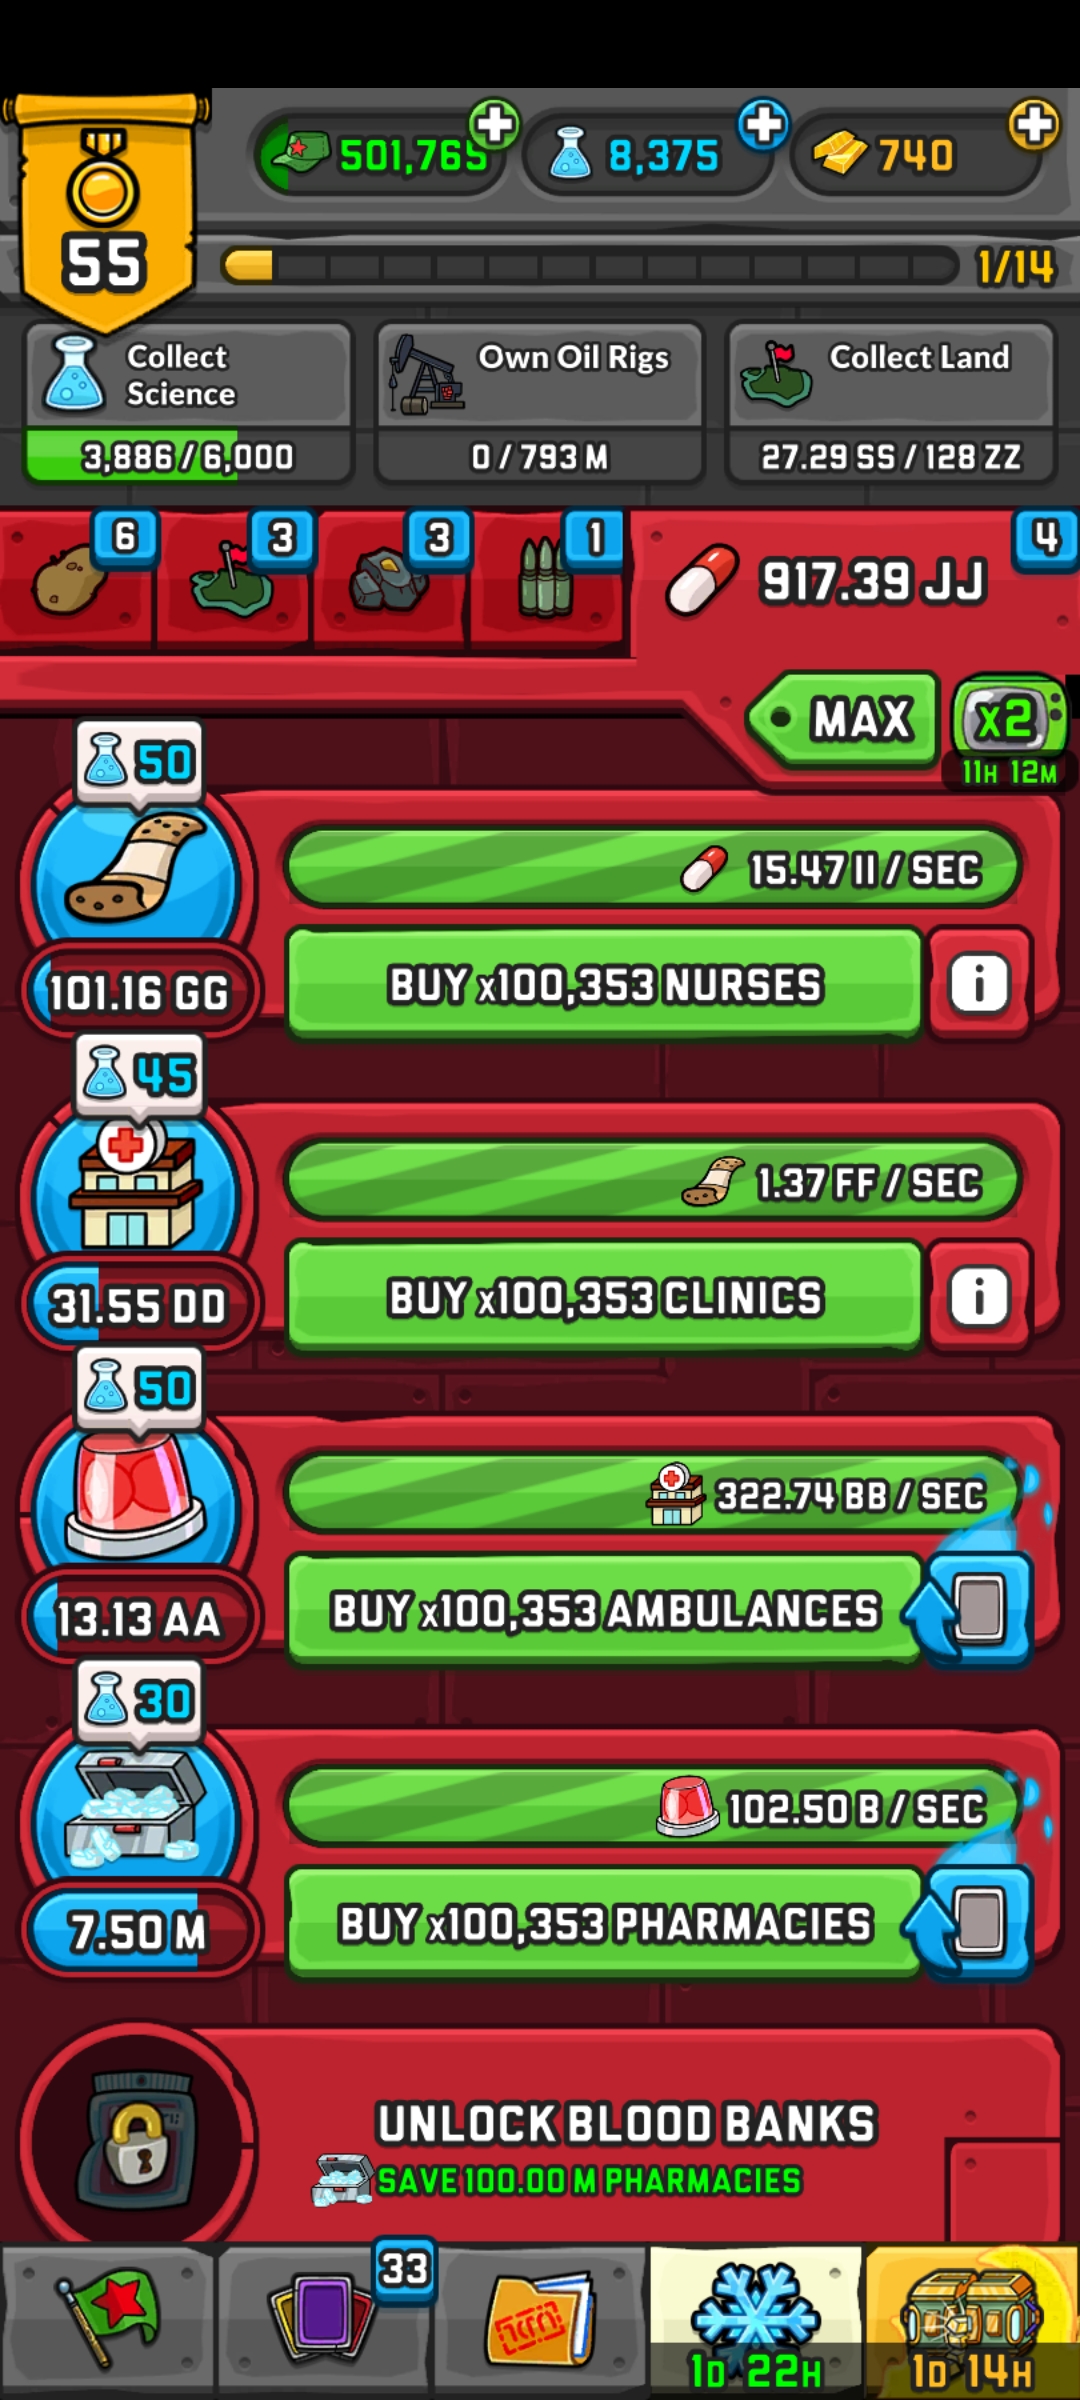 501,765
8,375
740
55
1/14
Collect
Science
3,886/6,000
Own Oil Rigs
0/793 M
Collect Land
27.29 SS/128 ZZ
6
3
3
1
917.39 JJ
4
MAX
x2
11H 12M
50
15.47 II/SEC
101.16 GG
BUY x100,353 NURSES
i
45
1.37 FF/SEC
31.55 DD
BUY x100,353 CLINICS
i
50
322.74 BB/SEC
13.13 AA
BUY x100,353 AMBULANCES
30
102.50 B/SEC
7.50 M
BUY x100,353 PHARMACIES
UNLOCK BLOOD BANKS
SAVE 100.00 M PHARMACIES
33
1D 22H
1D 14H